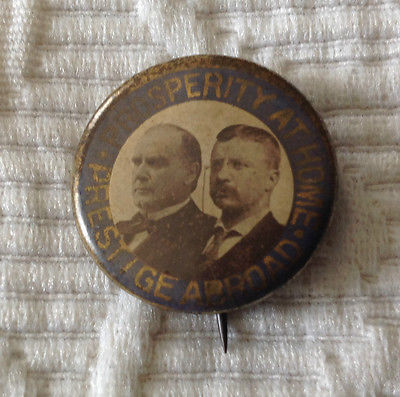 PROSPERITY AT HOME •
PRESTIGE ABROAD •